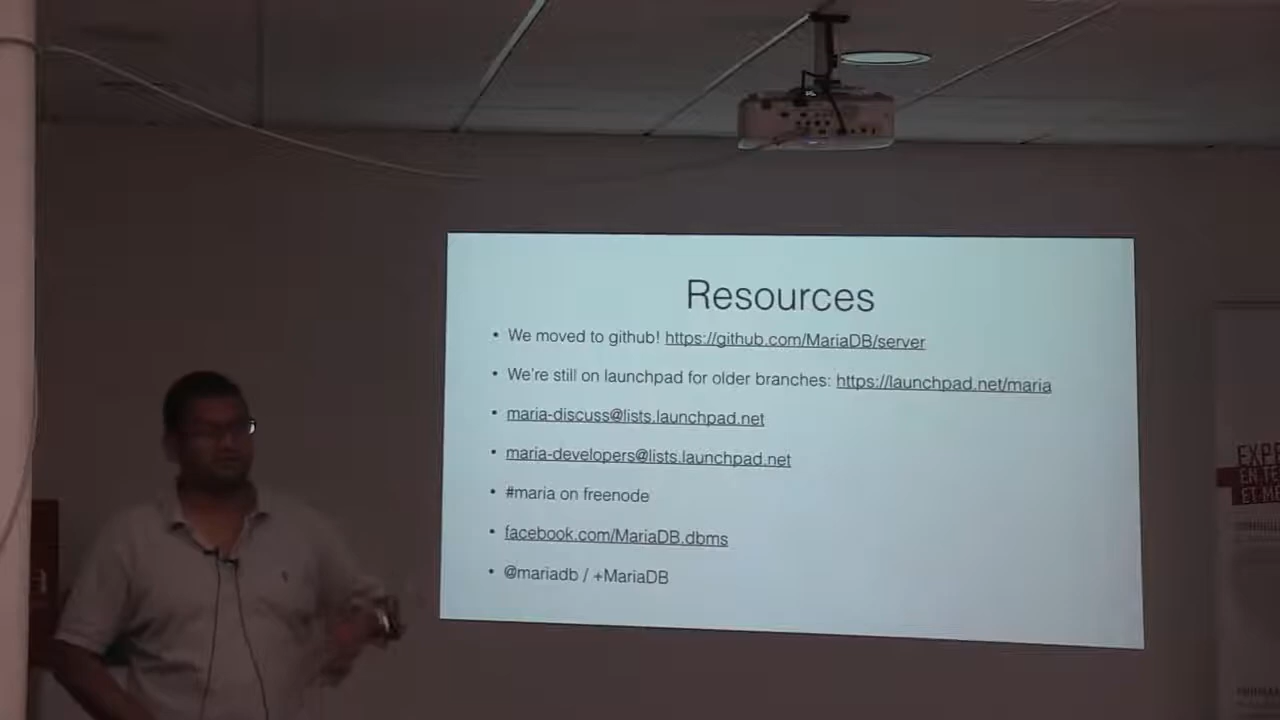 Resources
• We moved to github! https://github.com/MariaDB/server
• We're still on launchpad for older branches: https://launchpad.net/maria
• maria-discuss@lists.launchpad.net
• maria-developers@lists.launchpad.net
• #maria on freenode
• facebook.com/MariaDB.dbms
• @mariadb / +MariaDB